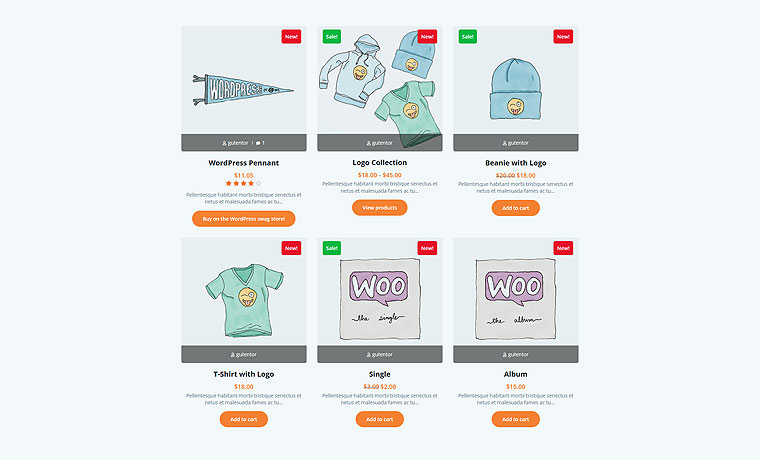 New!
WORDPRESS
gutentor | 1
WordPress Pennant
$11.05
Pellentesque habitant morbi tristique senectus et
netus et malesuada fames ac tu...
Buy on the WordPress swag store!
Sale!
New!
gutentor
Logo Collection
$18.00 - $45.00
Pellentesque habitant morbi tristique senectus et
netus et malesuada fames ac tu...
View products
Sale!
New!
gutentor
Beanie with Logo
$20.00 $18.00
Pellentesque habitant morbi tristique senectus et
netus et malesuada fames ac tu...
Add to cart
New!
gutentor
T-Shirt with Logo
$18.00
Pellentesque habitant morbi tristique senectus et
netus et malesuada fames ac tu...
Add to cart
Sale!
New!
WOO
the single
gutentor
Single
$3.00 $2.00
Pellentesque habitant morbi tristique senectus et
netus et malesuada fames ac tu...
Add to cart
New!
WOO
the album
gutentor
Album
$15.00
Pellentesque habitant morbi tristique senectus et
netus et malesuada fames ac tu...
Add to cart